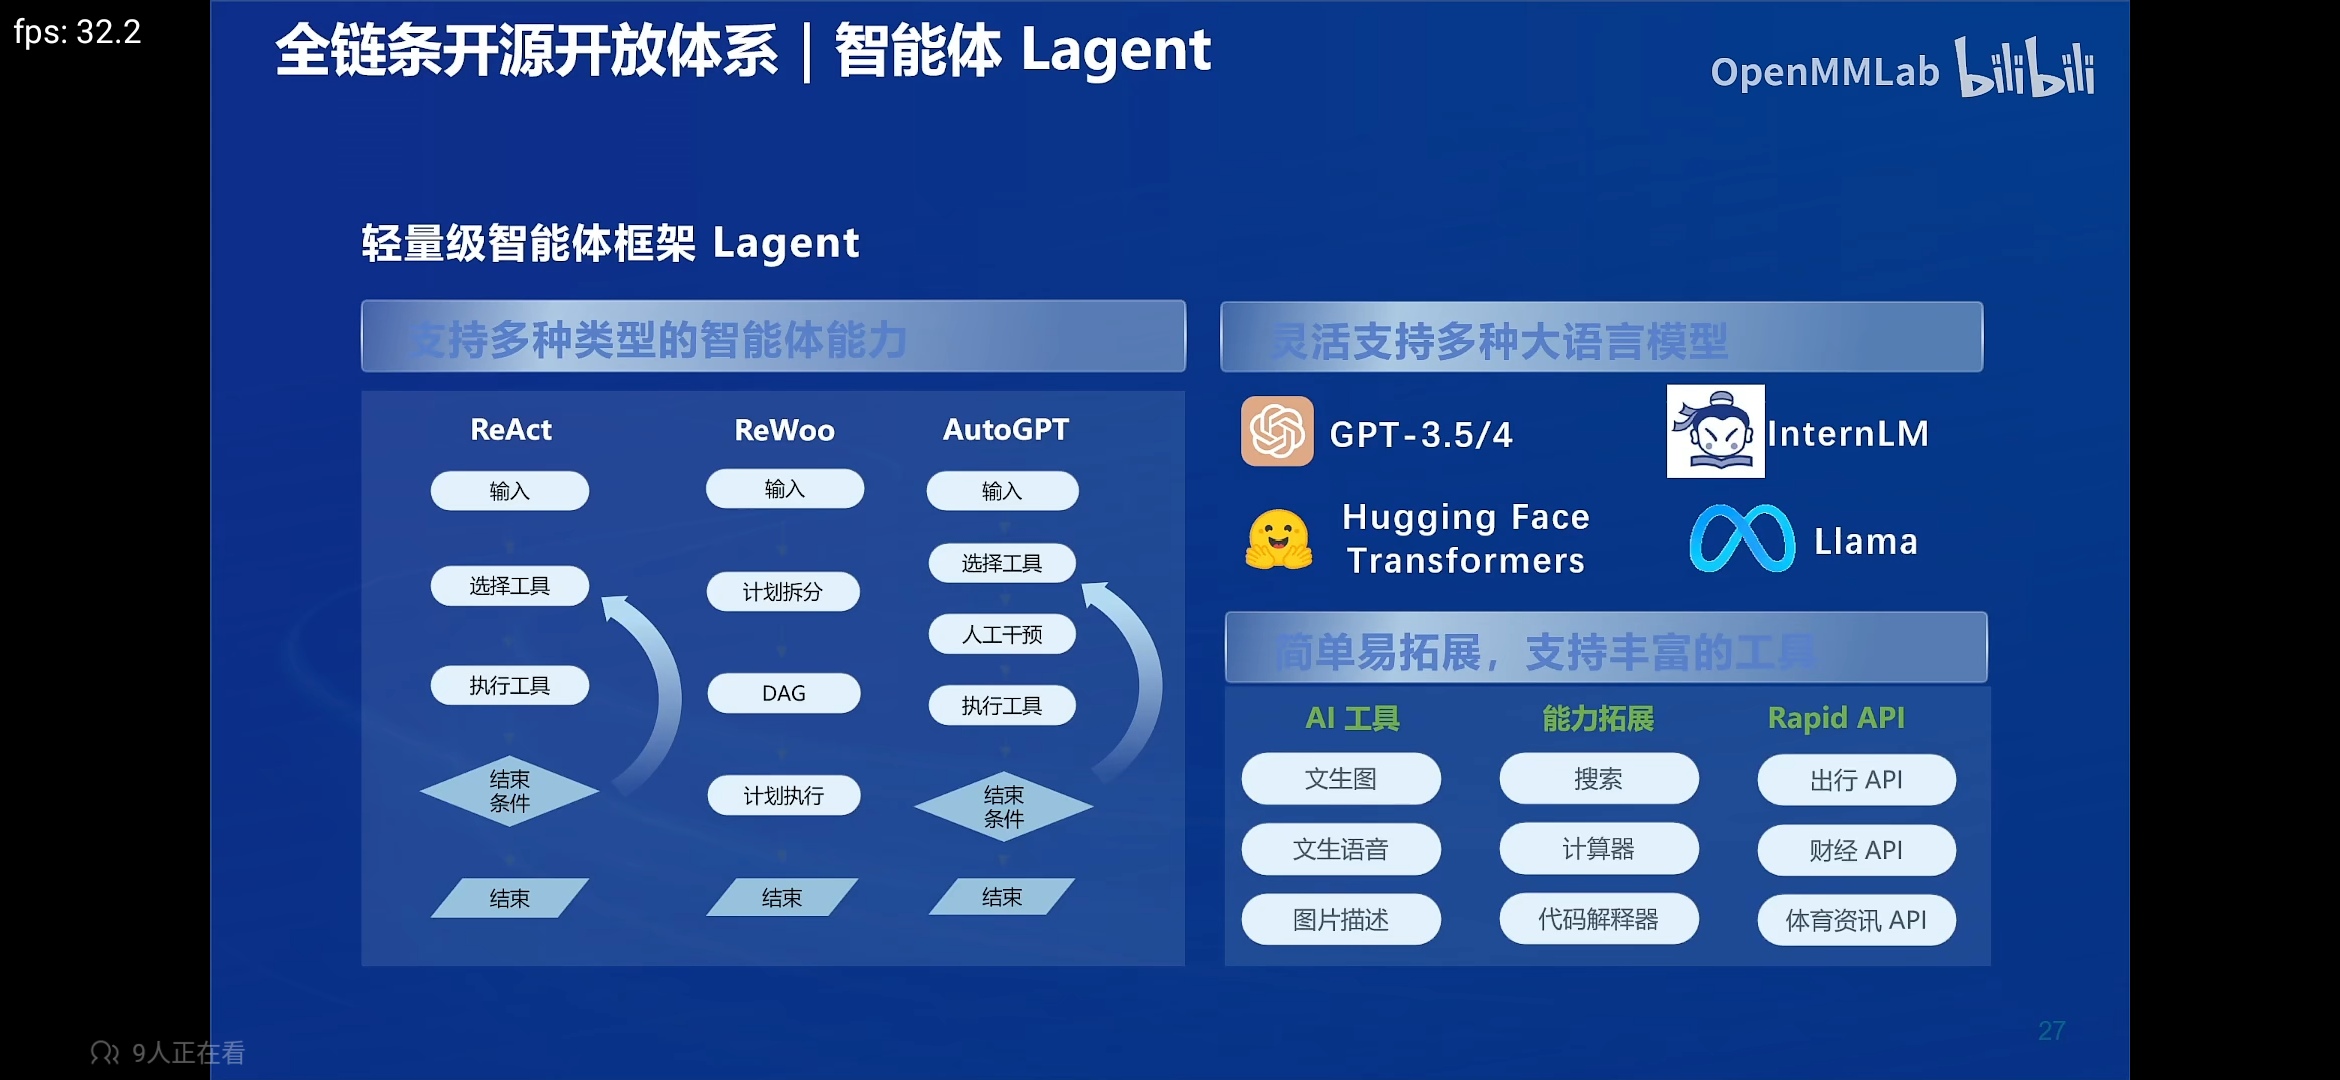 fps: 32.2
全链条开源开放体系｜智能体 Lagent
OpenMMLab bilibili
轻量级智能体框架 Lagent
支持多种类型的智能体能力
ReAct
输入
选择工具
执行工具
结束
条件
结束
ReWoo
输入
计划拆分
DAG
计划执行
结束
AutoGPT
输入
选择工具
人工干预
执行工具
结束
条件
结束
灵活支持多种大语言模型
GPT-3.5/4
InternLM
Hugging Face
Transformers
Llama
简单易拓展，支持丰富的工具
AI 工具
文生图
文生语音
图片描述
能力拓展
搜索
计算器
代码解释器
Rapid API
出行 API
财经 API
体育资讯 API
27
9人正在看